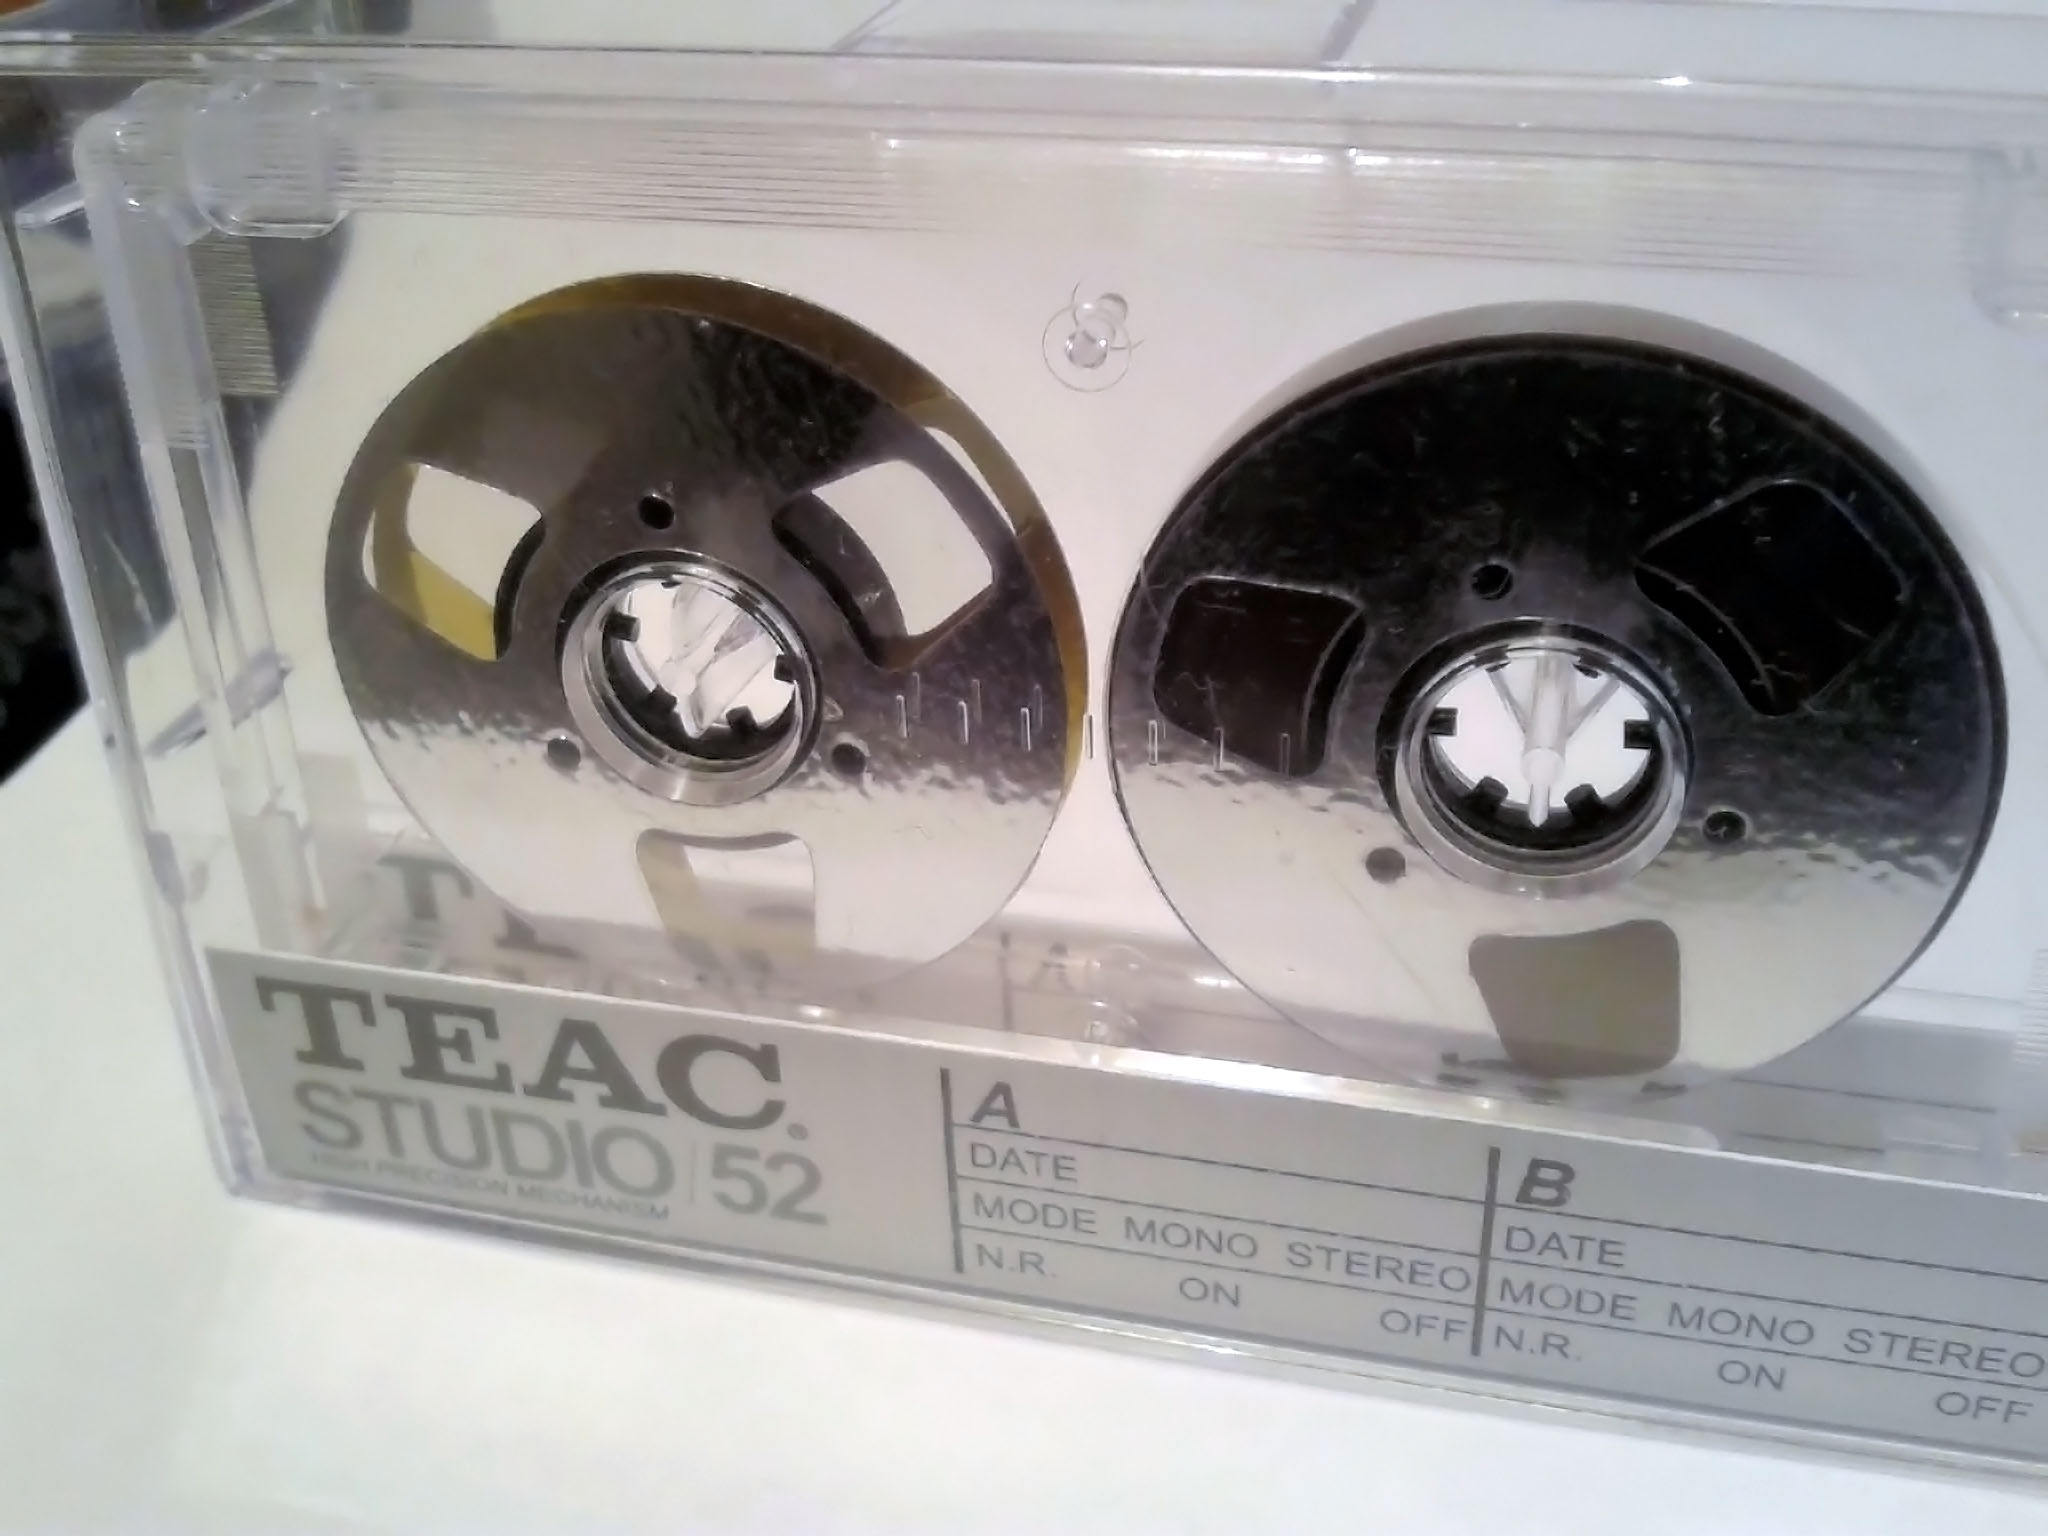 TEAC.
STUDIO 52
HIGH PRECISION MECHANISM
A
DATE
MODE MONO STEREO
N.R. ON OFF
B
DATE
MODE MONO STEREO
N.R. ON OFF